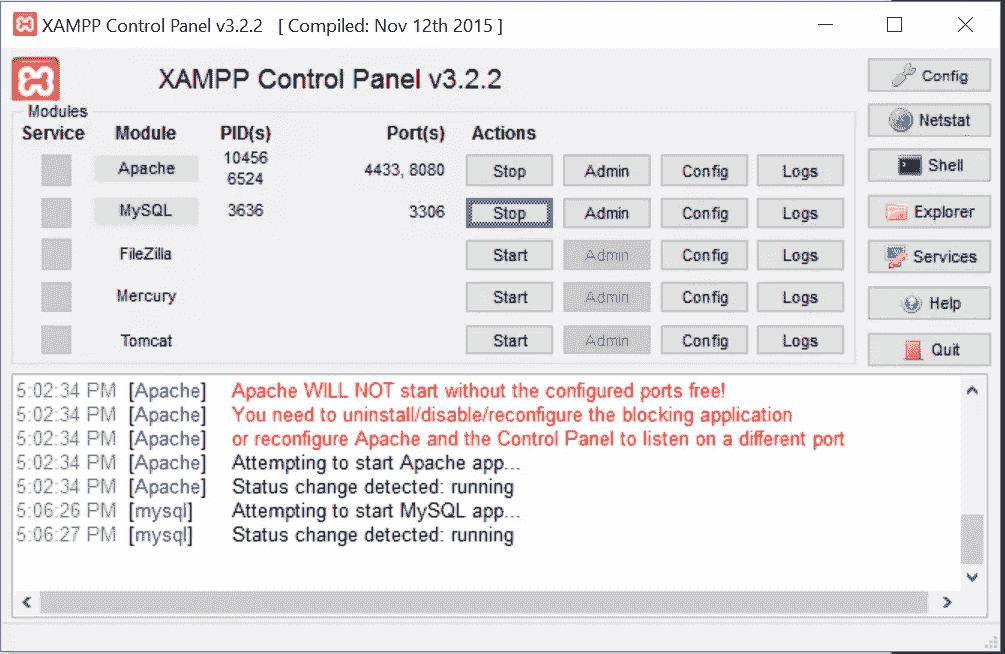 XAMPP Control Panel v3.2.2 [ Compiled: Nov 12th 2015 ]
XAMPP Control Panel v3.2.2
Modules
Service Module PID(s) Port(s) Actions
Apache 10456 6524 4433, 8080 Stop Admin Config Logs
MySQL 3636 3306 Stop Admin Config Logs
FileZilla Start Admin Config Logs
Mercury Start Admin Config Logs
Tomcat Start Admin Config Logs
Config
Netstat
Shell
Explorer
Services
Help
Quit
5:02:34 PM [Apache] Apache WILL NOT start without the configured ports free!
5:02:34 PM [Apache] You need to uninstall/disable/reconfigure the blocking application
5:02:34 PM [Apache] or reconfigure Apache and the Control Panel to listen on a different port
5:02:34 PM [Apache] Attempting to start Apache app...
5:02:34 PM [Apache] Status change detected: running
5:06:26 PM [mysql] Attempting to start MySQL app...
5:06:27 PM [mysql] Status change detected: running